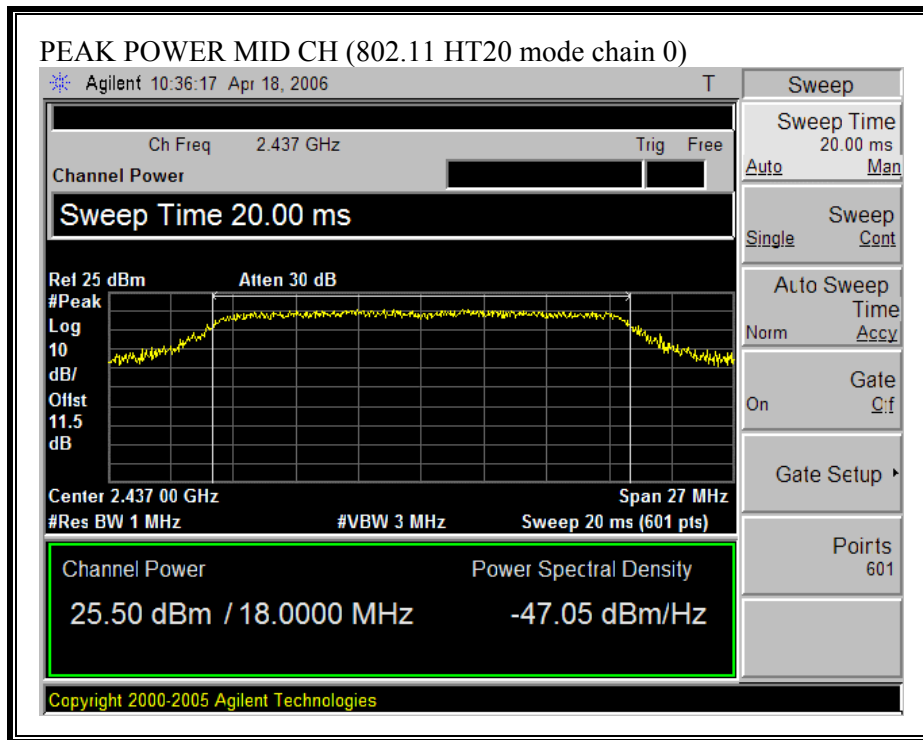 PEAK POWER MID CH (802.11 HT20 mode chain 0)
Agilent 10:36:17 Apr 18, 2006 T
Ch Freq 2.437 GHz Trig Free
Channel Power
Sweep Time 20.00 ms
Ref 25 dBm Atten 30 dB
#Peak
Log
10
dB/
Offst
11.5
dB
Center 2.437 00 GHz Span 27 MHz
#Res BW 1 MHz #VBW 3 MHz Sweep 20 ms (601 pts)
Channel Power Power Spectral Density
25.50 dBm / 18.0000 MHz -47.05 dBm/Hz
Copyright 2000-2005 Agilent Technologies
Sweep
Sweep Time
20.00 ms
Auto Man
Sweep
Single Cont
Auto Sweep
Time
Norm Accy
Gate
On Off
Gate Setup
Points
601